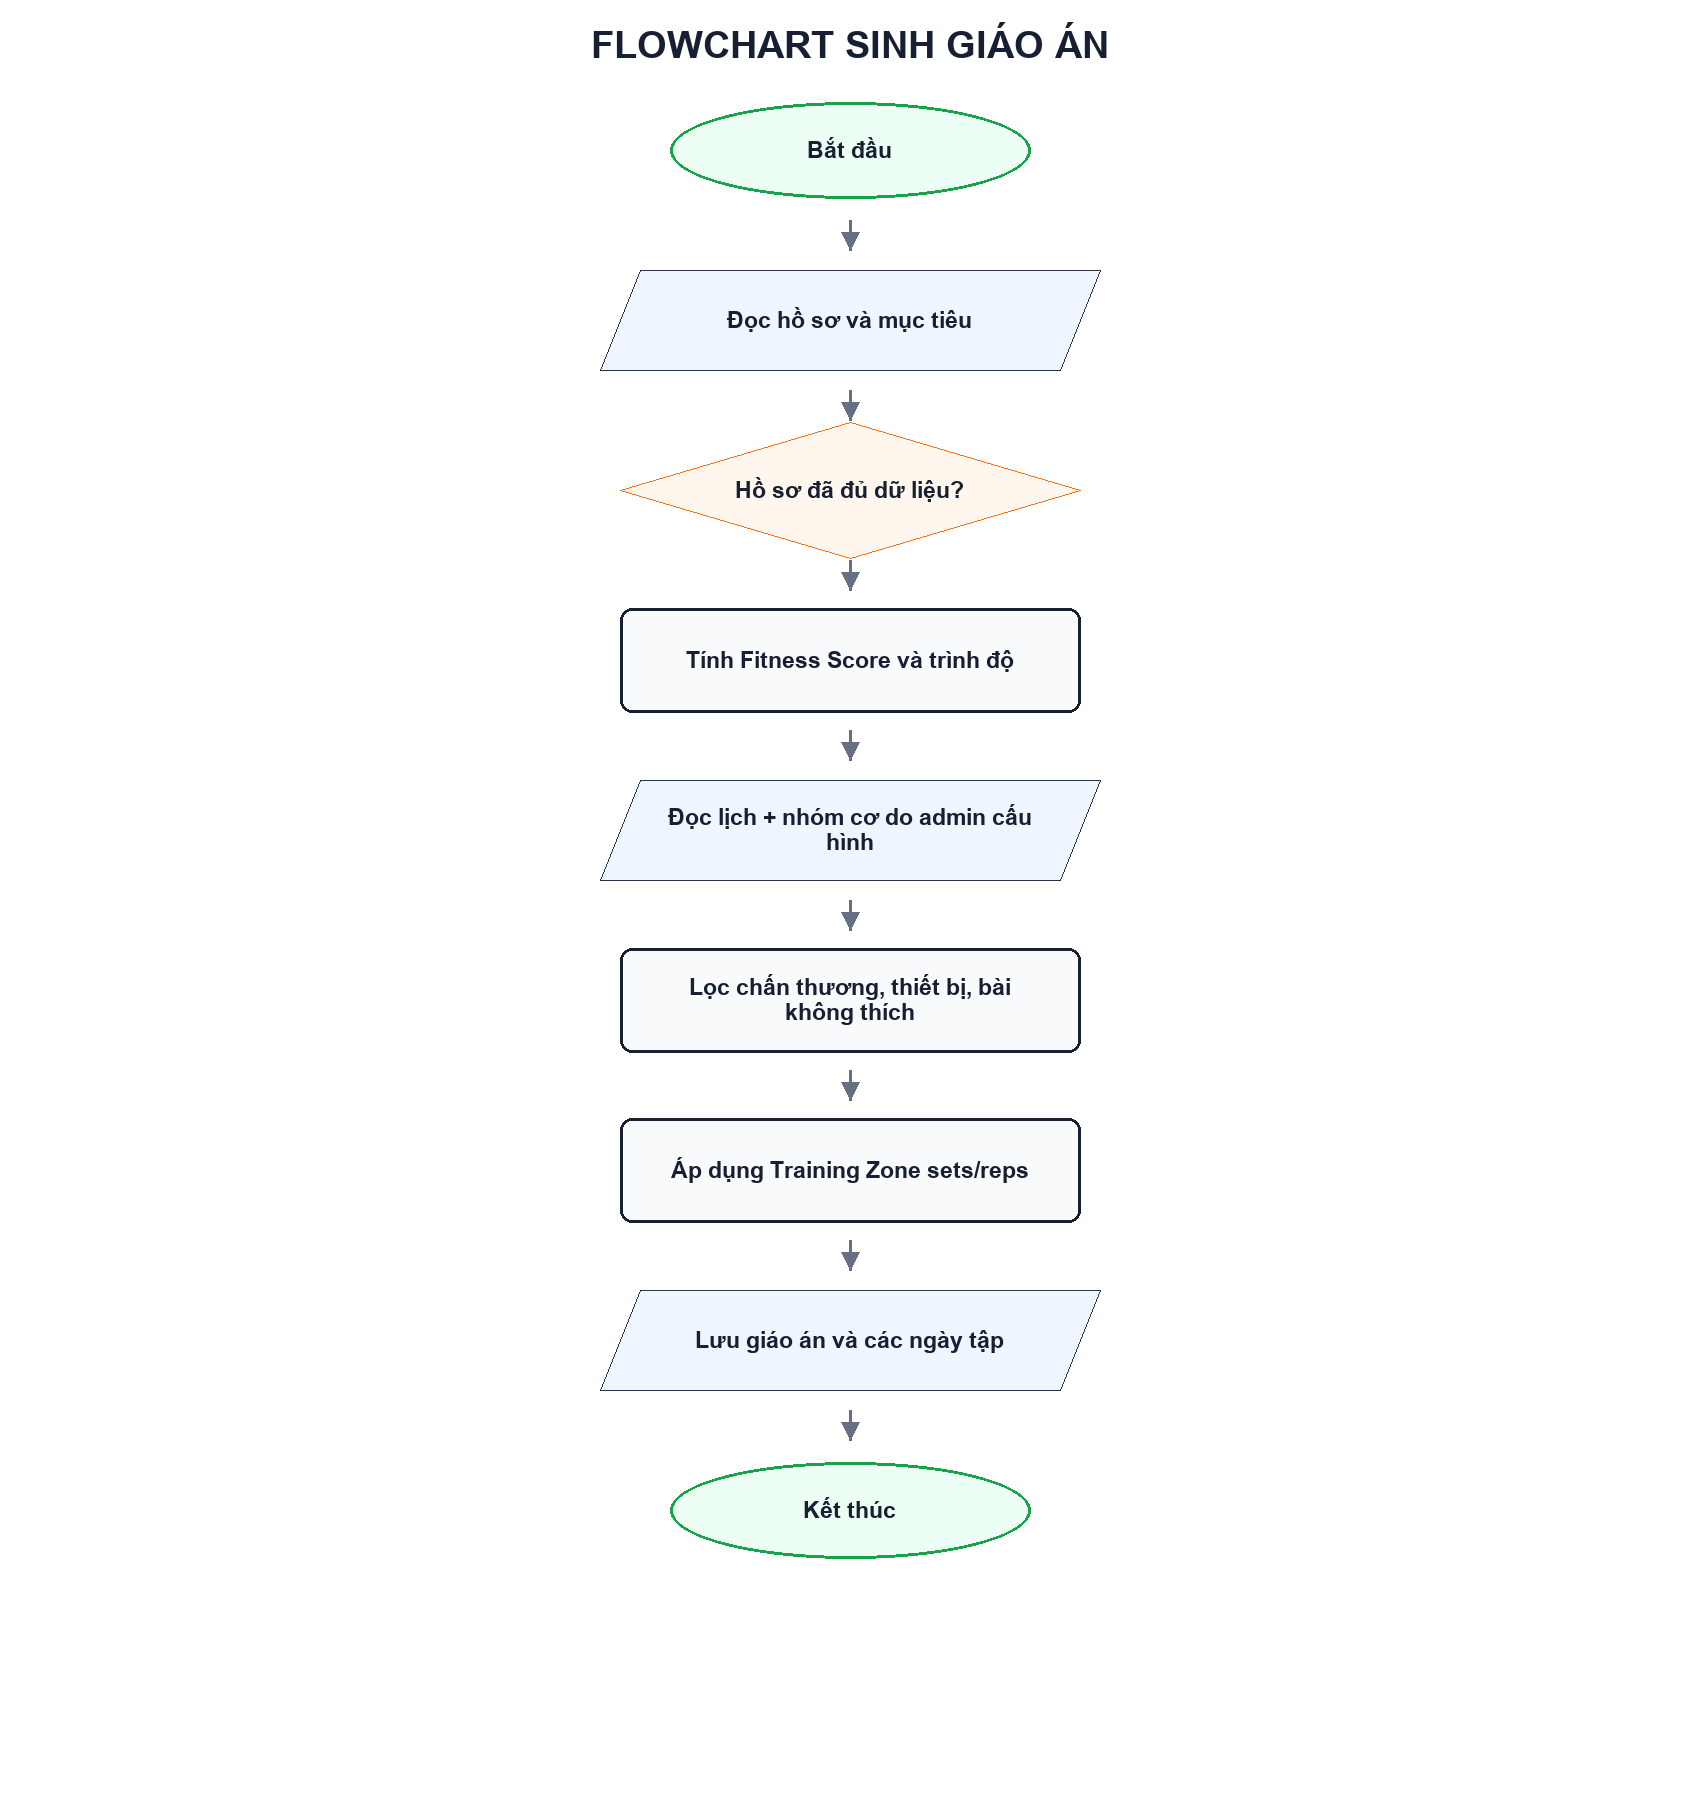 FLOWCHART SINH GIÁO ÁN
Bắt đầu
Đọc hồ sơ và mục tiêu
Hồ sơ đã đủ dữ liệu?
Tính Fitness Score và trình độ
Đọc lịch + nhóm cơ do admin cấu
hình
Lọc chấn thương, thiết bị, bài
không thích
Áp dụng Training Zone sets/reps
Lưu giáo án và các ngày tập
Kết thúc